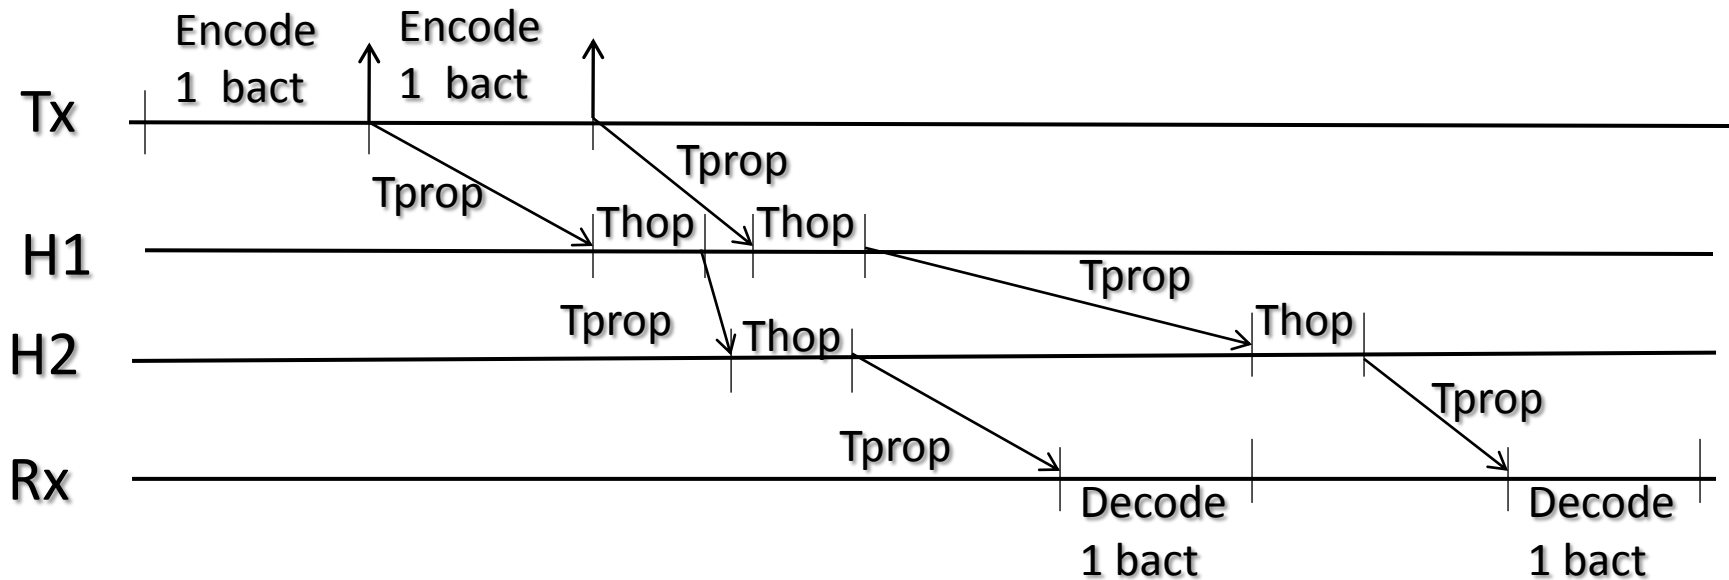 Encode
1 bact
Encode
1 bact
Tx
Tprop
Tprop
Thop
Thop
H1
Tprop
Tprop
Thop
Thop
H2
Tprop
Tprop
Rx
Decode
1 bact
Decode
1 bact